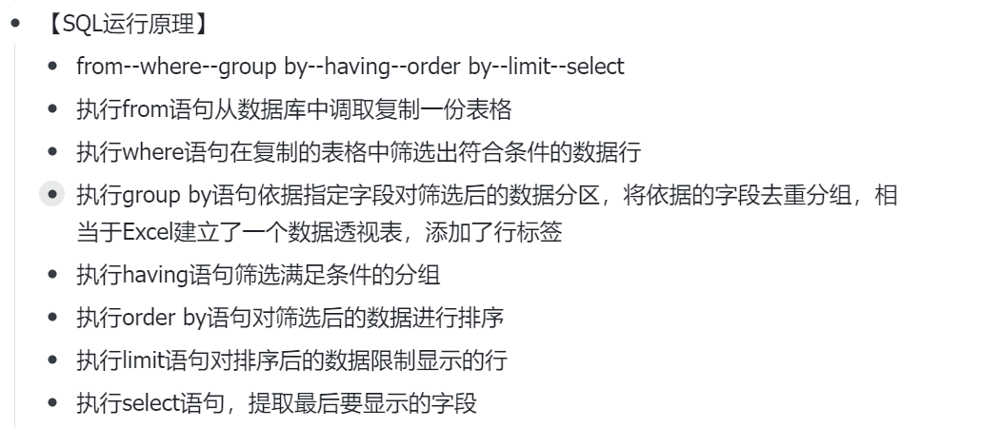 【SQL运行原理】
from--where--group by--having--order by--limit--select
执行from语句从数据库中调取复制一份表格
执行where语句在复制的表格中筛选出符合条件的数据行
执行group by语句依据指定字段对筛选后的数据分区，将依据的字段去重分组，相
当于Excel建立了一个数据透视表，添加了行标签
执行having语句筛选满足条件的分组
执行order by语句对筛选后的数据进行排序
执行limit语句对排序后的数据限制显示的行
执行select语句，提取最后要显示的字段